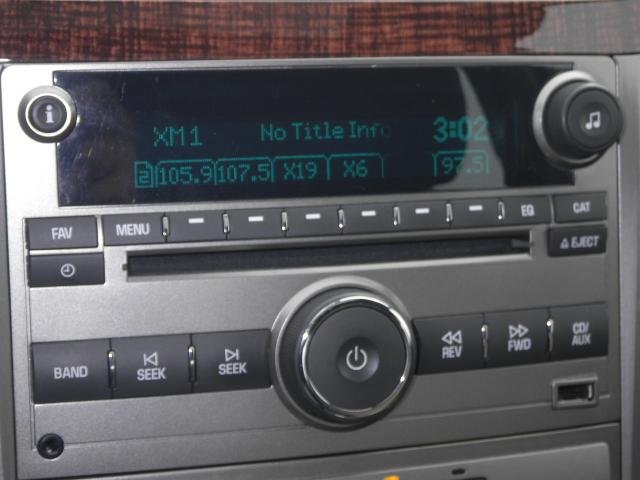 i
XM1 No Title Info 3:02
2 105.9 107.5 X19 X6 97.5
FAV MENU EQ CAT
EJECT
BAND SEEK SEEK REV FWD CD/
AUX